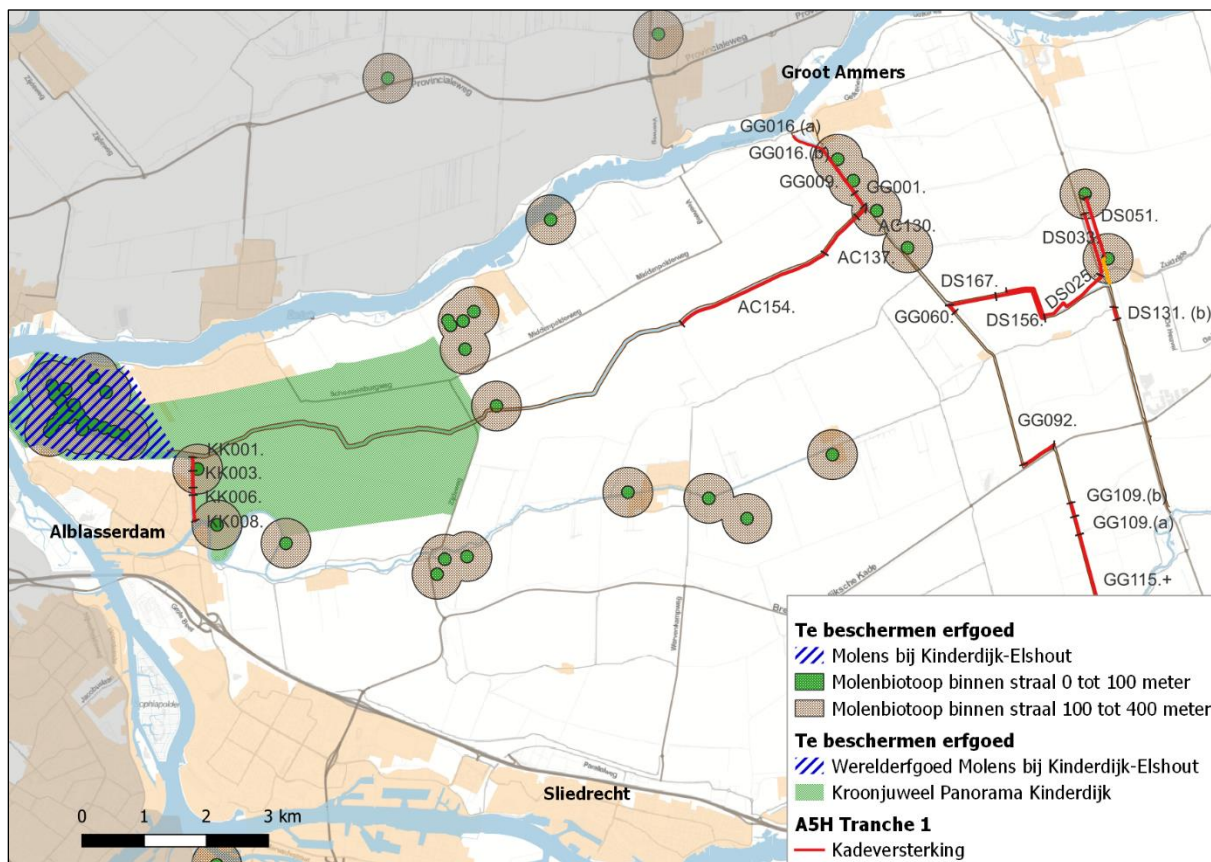 Provincialeweg
Groot Ammers
GG016.(a)
GG016.(b)
GG009.
GG001.
AC130.
AC137.
AC154.
DS051.
DS033.
DS025.
DS167.
DS156.
DS131. (b)
GG060.
GG092.
GG109.(b)
GG109.(a)
GG115.+
Middenpolderweg
Middenpolderweg
KK001.
KK003.
KK006.
KK008.
Alblasserdam
Sliedrecht
Parallelweg
0 1 2 3 km
Te beschermen erfgoed
Molens bij Kinderdijk-Elshout
Molenbiotoop binnen straal 0 tot 100 meter
Molenbiotoop binnen straal 100 tot 400 meter
Te beschermen erfgoed
Werelderfgoed Molens bij Kinderdijk-Elshout
Kroonjuweel Panorama Kinderdijk
A5H Tranche 1
Kadeversterking